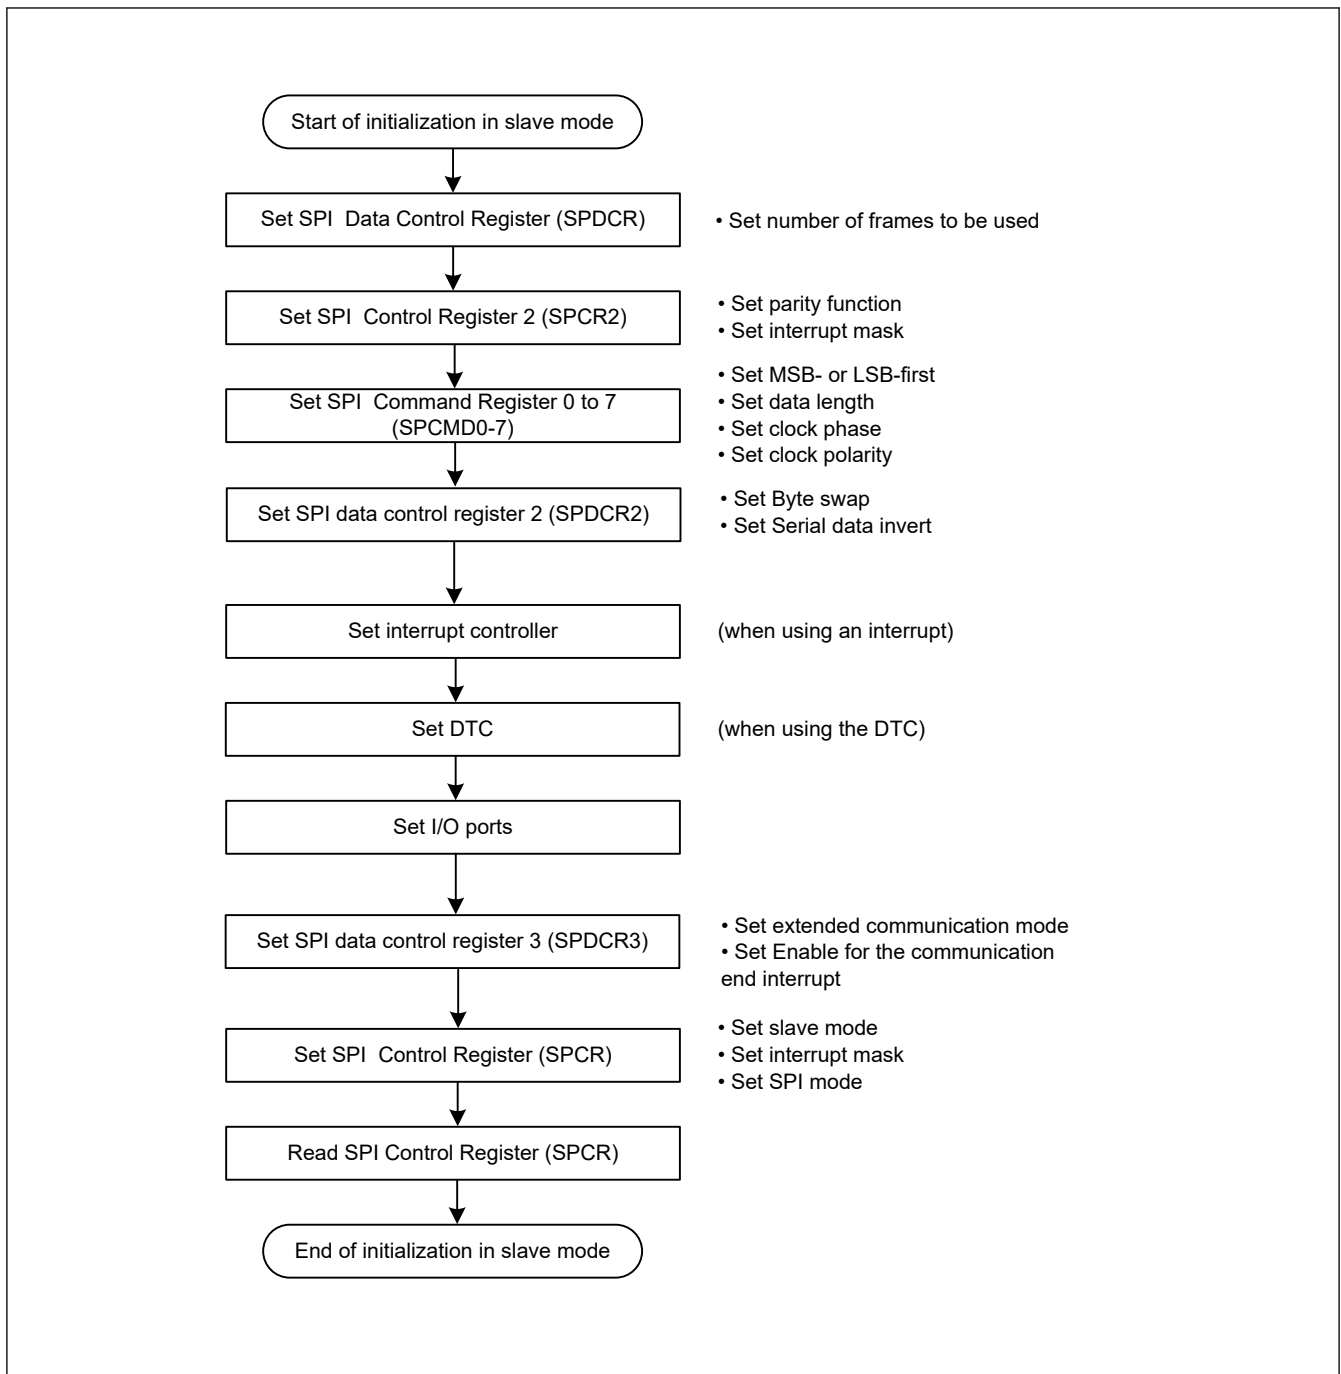 Start of initialization in slave mode
Set SPI  Data Control Register (SPDCR)
• Set number of frames to be used
Set SPI  Control Register 2 (SPCR2)
• Set parity function
• Set interrupt mask
Set SPI  Command Register 0 to 7
(SPCMD0-7)
• Set MSB- or LSB-first
• Set data length
• Set clock phase
• Set clock polarity
Set SPI data control register 2 (SPDCR2)
• Set Byte swap
• Set Serial data invert
Set interrupt controller
(when using an interrupt)
Set DTC
(when using the DTC)
Set I/O ports
Set SPI data control register 3 (SPDCR3)
• Set extended communication mode
• Set Enable for the communication
end interrupt
Set SPI  Control Register (SPCR)
• Set slave mode
• Set interrupt mask
• Set SPI mode
Read SPI Control Register (SPCR)
End of initialization in slave mode